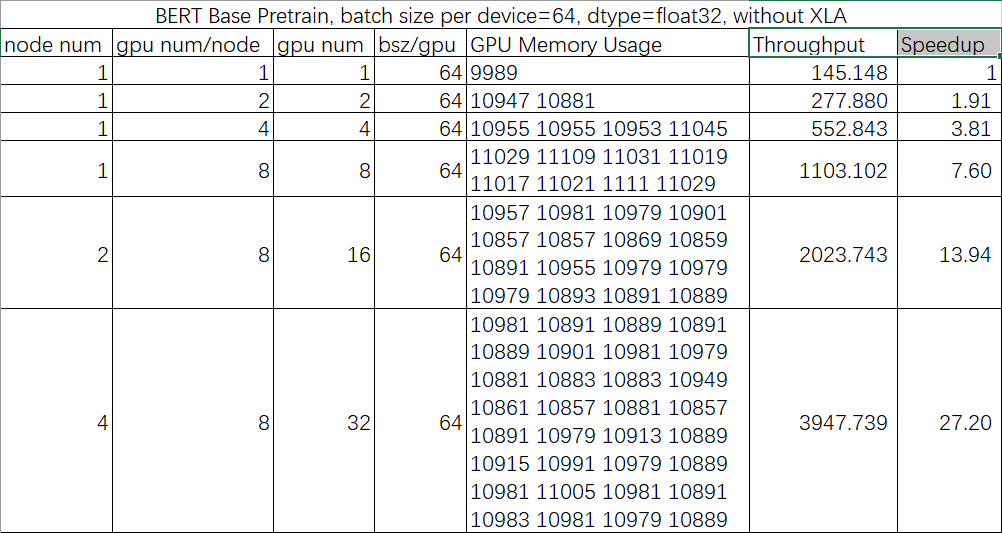 BERT Base Pretrain, batch size per device=64, dtype=float32, without XLA
node num gpu num/node gpu num bsz/gpu GPU Memory Usage Throughput Speedup
1 1 1 64 9989 145.148 1
1 2 2 64 10947 10881 277.880 1.91
1 4 4 64 10955 10955 10953 11045 552.843 3.81
11029 11109 11031 11019
1 8 8 64 1103.102 7.60
11017 11021 1111 11029
10957 10981 10979 10901
10857 10857 10869 10859
2 8 16 64 2023.743 13.94
10891 10955 10979 10979
10979 10893 10891 10889
10981 10891 10889 10891
10889 10901 10981 10979
10881 10883 10883 10949
10861 10857 10881 10857
4 8 32 64 3947.739 27.20
10891 10979 10913 10889
10915 10991 10979 10889
10981 11005 10981 10891
10983 10981 10979 10889